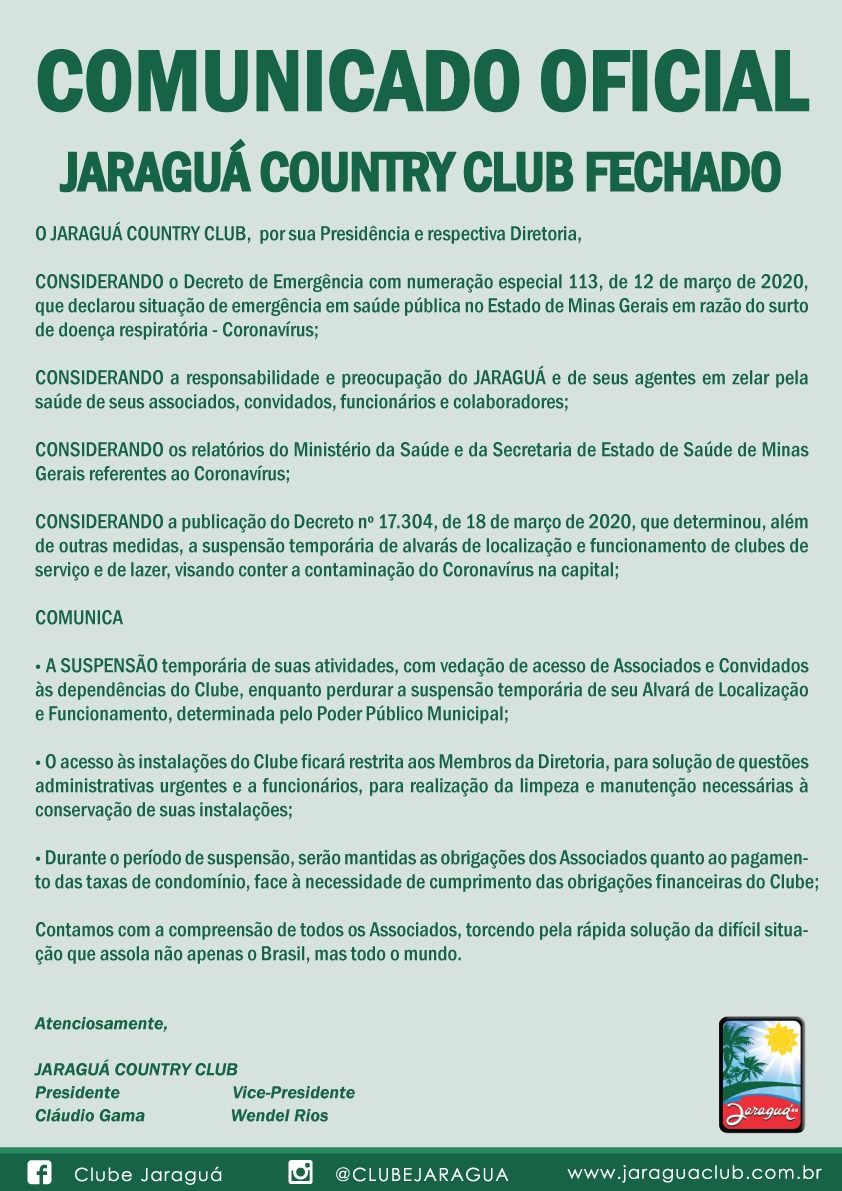 COMUNICADO OFICIAL
JARAGUÁ COUNTRY CLUB FECHADO
O JARAGUÁ COUNTRY CLUB, por sua Presidência e respectiva Diretoria,
CONSIDERANDO o Decreto de Emergência com numeração especial 113, de 12 de março de 2020,
que declarou situação de emergência em saúde pública no Estado de Minas Gerais em razão do surto
de doença respiratória - Coronavírus;
CONSIDERANDO a responsabilidade e preocupação do JARAGUÁ e de seus agentes em zelar pela
saúde de seus associados, convidados, funcionários e colaboradores;
CONSIDERANDO os relatórios do Ministério da Saúde e da Secretaria de Estado de Saúde de Minas
Gerais referentes ao Coronavírus;
CONSIDERANDO a publicação do Decreto nº 17.304, de 18 de março de 2020, que determinou, além
de outras medidas, a suspensão temporária de alvarás de localização e funcionamento de clubes de
serviço e de lazer, visando conter a contaminação do Coronavírus na capital;
COMUNICA
• A SUSPENSÃO temporária de suas atividades, com vedação de acesso de Associados e Convidados
às dependências do Clube, enquanto perdurar a suspensão temporária de seu Alvará de Localização
e Funcionamento, determinada pelo Poder Público Municipal;
• O acesso às instalações do Clube ficará restrita aos Membros da Diretoria, para solução de questões
administrativas urgentes e a funcionários, para realização da limpeza e manutenção necessárias à
conservação de suas instalações;
• Durante o período de suspensão, serão mantidas as obrigações dos Associados quanto ao pagamen-
to das taxas de condomínio, face à necessidade de cumprimento das obrigações financeiras do Clube;
Contamos com a compreensão de todos os Associados, torcendo pela rápida solução da difícil situa-
ção que assola não apenas o Brasil, mas todo o mundo.
Atenciosamente,
JARAGUÁ COUNTRY CLUB
Presidente Vice-Presidente
Cláudio Gama Wendel Rios
Jaraguá
Clube Jaraguá @CLUBEJARAGUA www.jaraguaclub.com.br